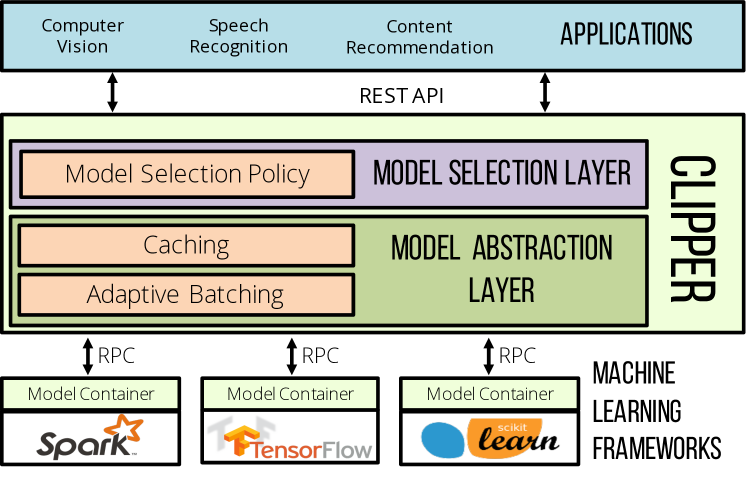 Computer
Vision
Speech
Recognition
Content
Recommendation
APPLICATIONS
REST API
Model Selection Policy
MODEL SELECTION LAYER
CLIPPER
Caching
Adaptive Batching
MODEL ABSTRACTION
LAYER
RPC
RPC
RPC
Model Container
Model Container
Model Container
Spark™
TensorFlow
scikit
learn
MACHINE
LEARNING
FRAMEWORKS